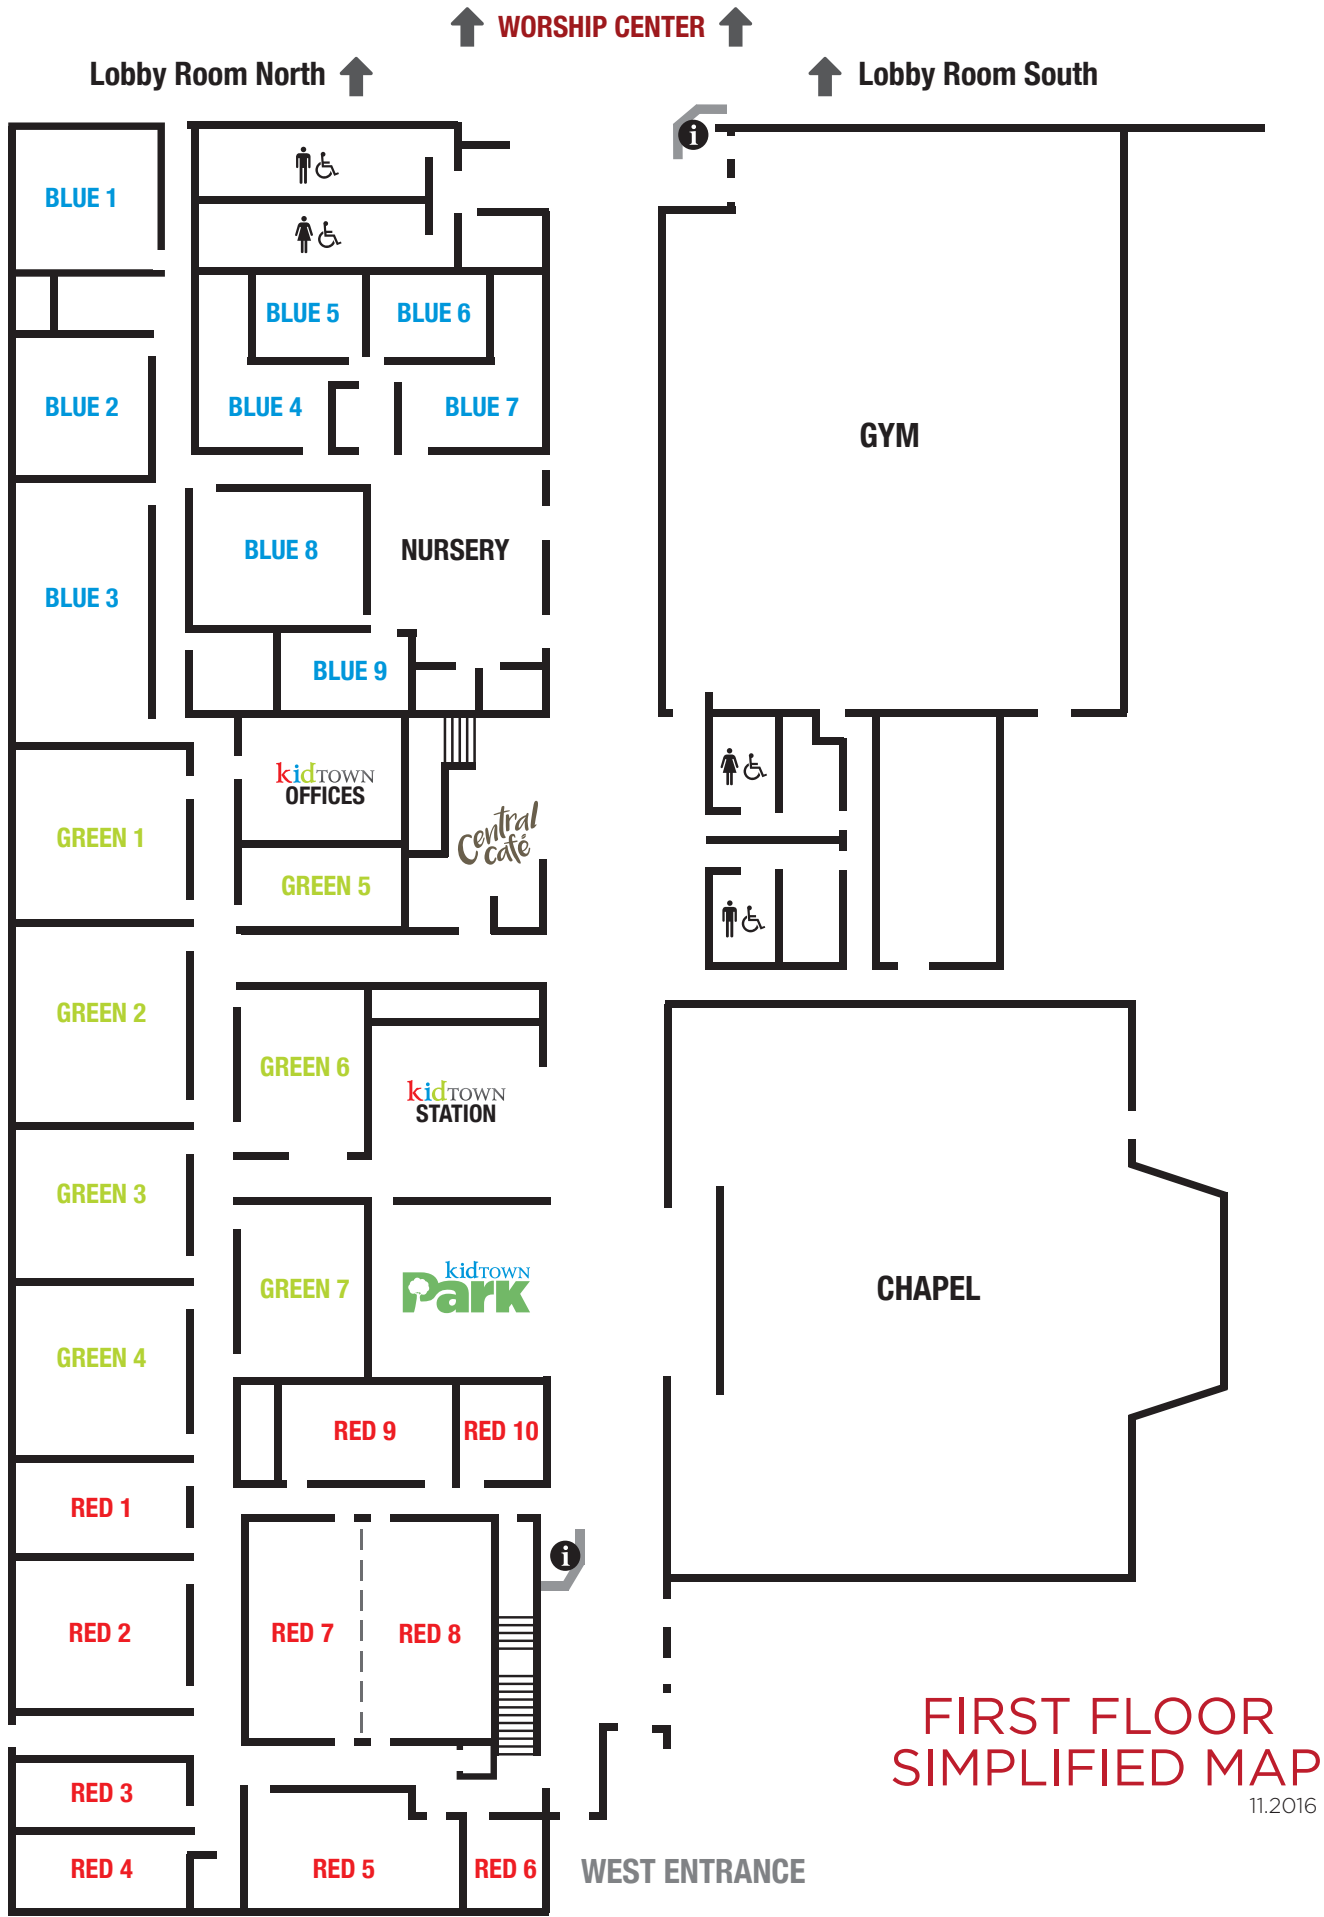 WORSHIP CENTER
Lobby Room North
Lobby Room South
i
BLUE 1
BLUE 5
BLUE 6
BLUE 2
BLUE 4
BLUE 7
GYM
BLUE 8
NURSERY
BLUE 3
BLUE 9
kidTOWN
OFFICES
GREEN 1
Central
café
GREEN 5
GREEN 2
GREEN 6
kidTOWN
STATION
GREEN 3
kidTOWN
Park
GREEN 7
CHAPEL
GREEN 4
RED 9
RED 10
RED 1
i
RED 2
RED 7
RED 8
FIRST FLOOR
SIMPLIFIED MAP
11.2016
RED 3
RED 4
RED 5
RED 6
WEST ENTRANCE